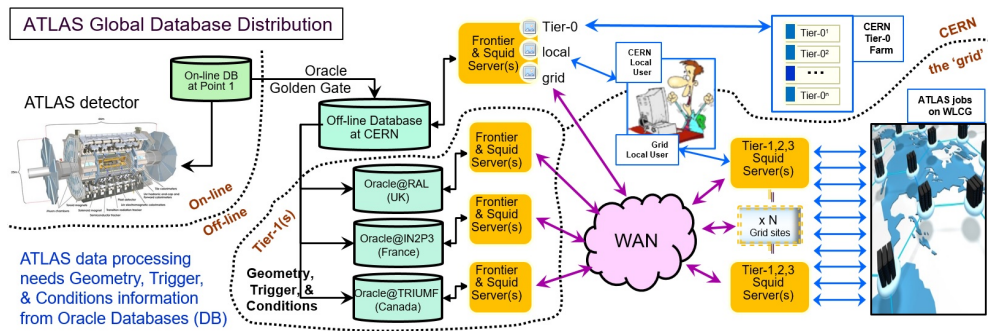 ATLAS Global Database Distribution
On-line DB
at Point 1
Oracle
Golden Gate
ATLAS detector
Off-line Database
at CERN
On-line
Off-line
Tier-1(s)
ATLAS data processing
needs Geometry, Trigger,
& Conditions information
from Oracle Databases (DB)
Geometry,
Trigger, &
Conditions
Oracle@RAL
(UK)
Oracle@IN2P3
(France)
Oracle@TRIUMF
(Canada)
Frontier
& Squid
Server(s)
Frontier
& Squid
Server(s)
Frontier
& Squid
Server(s)
Frontier
& Squid
Server(s)
Tier-0
local
grid
CERN
Local
User
Grid
Local User
WAN
Tier-0¹
Tier-0²
...
Tier-0ⁿ
CERN
Tier-0
Farm
CERN
the 'grid'
Tier-1,2,3
Squid
Server(s)
x N
Grid sites
Tier-1,2,3
Squid
Server(s)
ATLAS jobs
on WLCG